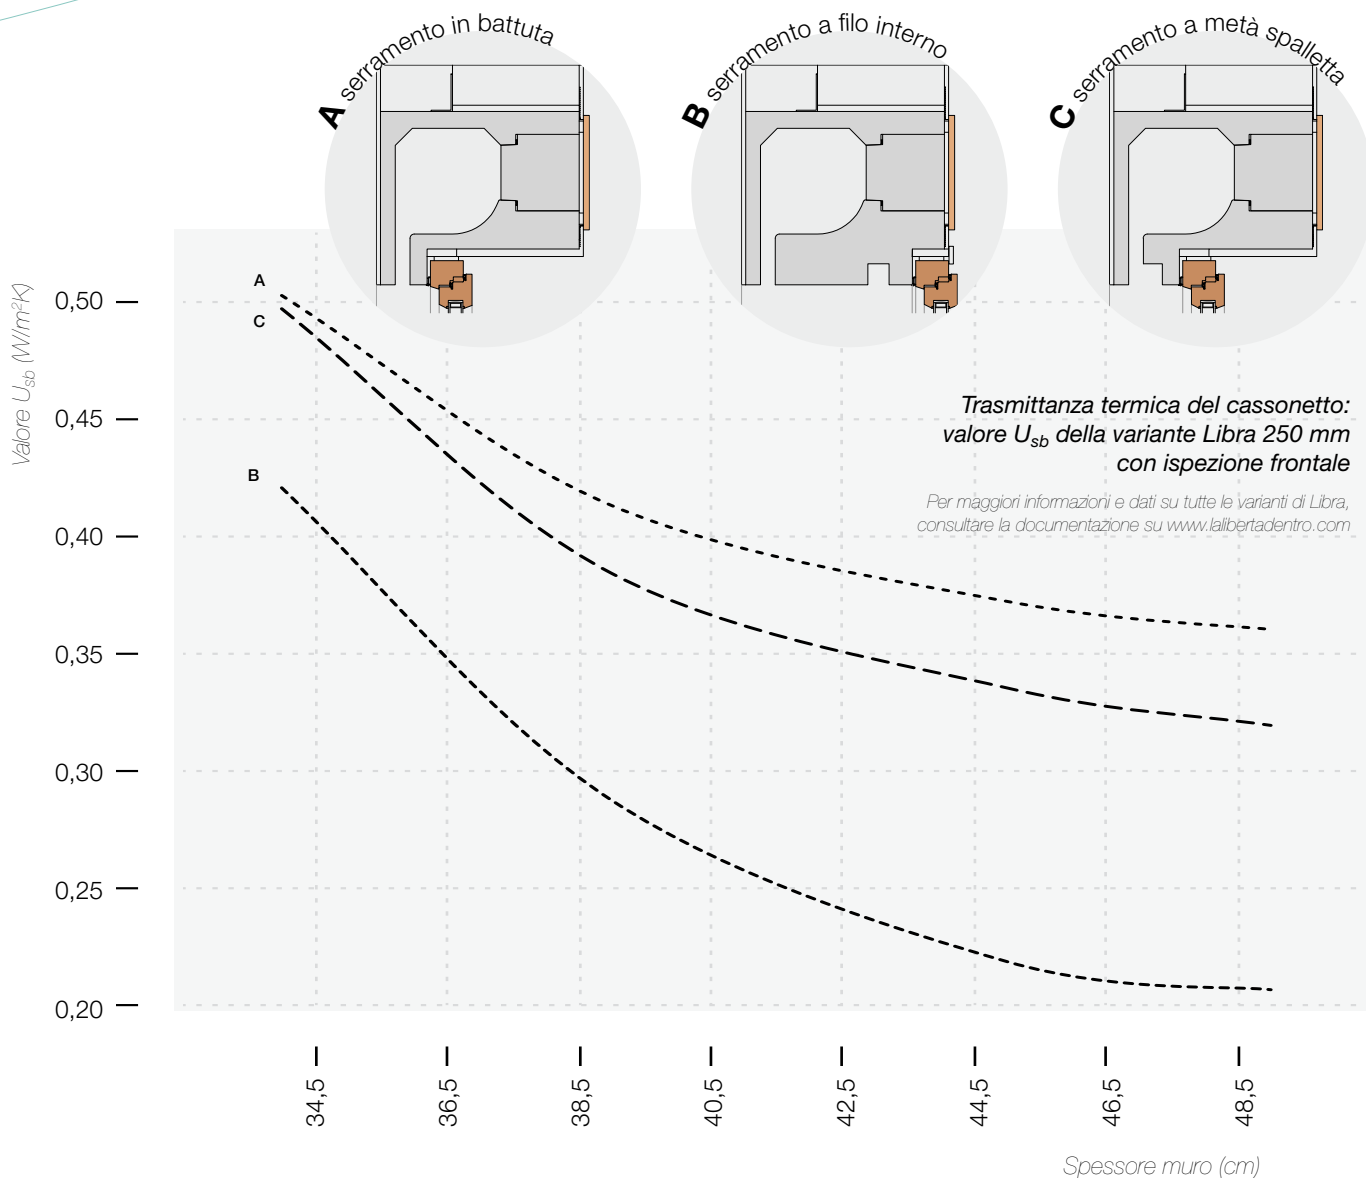 A serramento in battuta
B serramento a filo interno
C serramento a metà spalletta
Valore Usb (W/m²K)
A
C
B
0,50
0,45
0,40
0,35
0,30
0,25
0,20
Trasmittanza termica del cassonetto:
valore Usb della variante Libra 250 mm
con ispezione frontale
Per maggiori informazioni e dati su tutte le varianti di Libra,
consultare la documentazione su www.lalibertadentro.com
34,5
36,5
38,5
40,5
42,5
44,5
46,5
48,5
Spessore muro (cm)